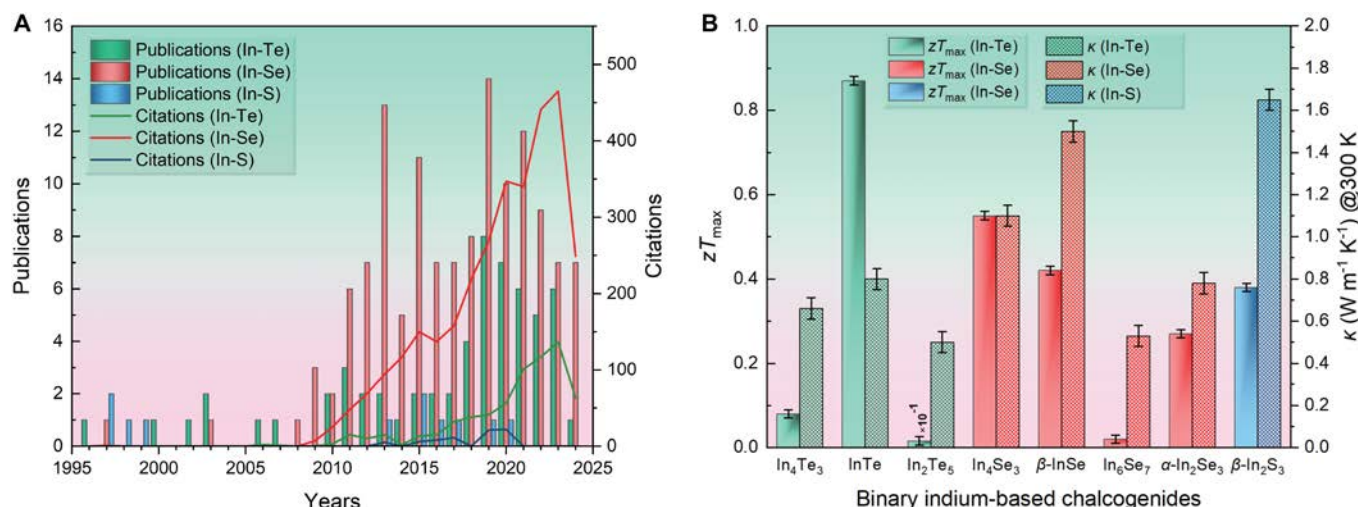 A
16
14
12
10
8
6
4
2
0
Publications
Publications (In-Te)
Publications (In-Se)
Publications (In-S)
Citations (In-Te)
Citations (In-Se)
Citations (In-S)
500
400
300
200
100
0
Citations
1995 2000 2005 2010 2015 2020 2025
Years
B
1.0
0.8
0.6
0.4
0.2
0.0
zTmax
zTmax (In-Te)
zTmax (In-Se)
zTmax (In-Se)
κ (In-Te)
κ (In-Se)
κ (In-S)
×10⁻¹
2.0
1.8
1.6
1.4
1.2
1.0
0.8
0.6
0.4
0.2
0.0
κ (W m⁻¹ K⁻¹) @300 K
In₄Te₃ InTe In₂Te₅ In₄Se₃ β-InSe In₆Se₇ α-In₂Se₃ β-In₂S₃
Binary indium-based chalcogenides